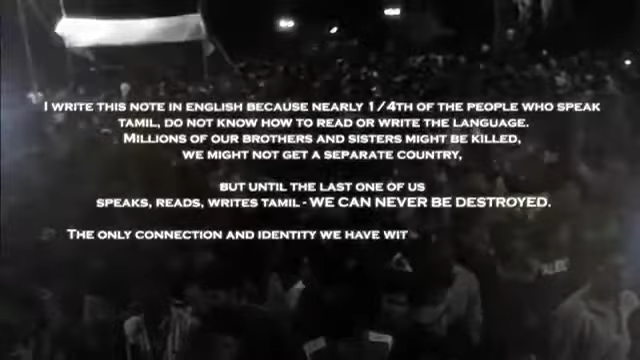 I WRITE THIS NOTE IN ENGLISH BECAUSE NEARLY 1/4TH OF THE PEOPLE WHO SPEAK
TAMIL, DO NOT KNOW HOW TO READ OR WRITE THE LANGUAGE.
MILLIONS OF OUR BROTHERS AND SISTERS MIGHT BE KILLED,
WE MIGHT NOT GET A SEPARATE COUNTRY,
BUT UNTIL THE LAST ONE OF US
SPEAKS, READS, WRITES TAMIL - WE CAN NEVER BE DESTROYED.
THE ONLY CONNECTION AND IDENTITY WE HAVE WIT